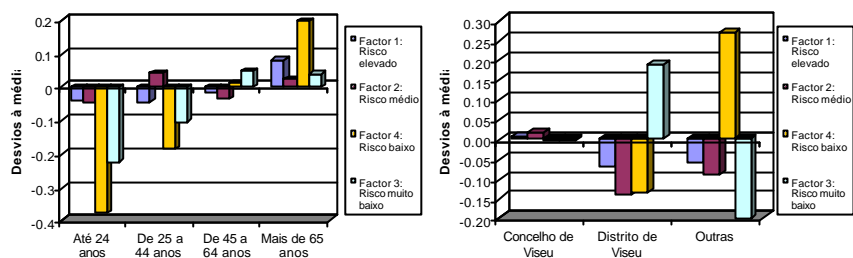 Desvios à médi
0.2
0.1
0
-0.1
-0.2
-0.3
-0.4
Até 24
anos
De 25 a
44 anos
De 45 a
64 anos
Mais de 65
anos
Factor 1:
Risco
elevado
Factor 2:
Risco médio
Factor 4:
Risco baixo
Factor 3:
Risco muito
baixo
Desvios à médi
0.30
0.25
0.20
0.15
0.10
0.05
0.00
-0.05
-0.10
-0.15
-0.20
Concelho de
Viseu
Distrito de
Viseu
Outras
Factor 1:
Risco
elevado
Factor 2:
Risco médio
Factor 4:
Risco baixo
Factor 3:
Risco muito
baixo